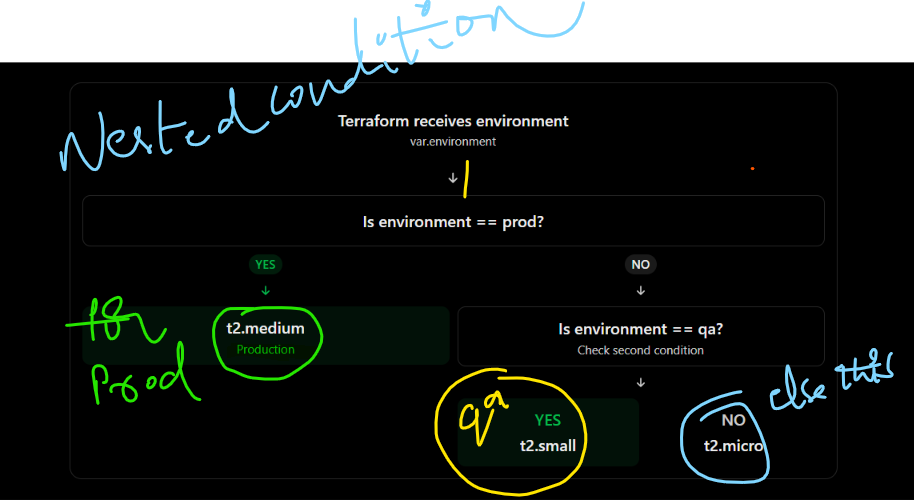 Nested condition
Terraform receives environment
var.environment
Is environment == prod?
YES
NO
for
Prod
t2.medium
Production
Is environment == qa?
Check second condition
else this
qa
YES
t2.small
NO
t2.micro